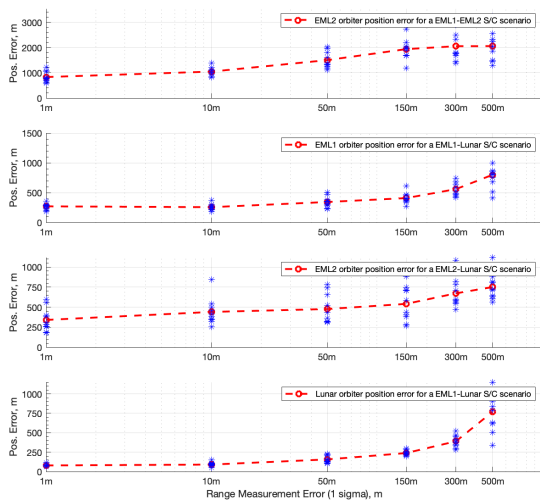 EML2 orbiter position error for a EML1-EML2 S/C scenario
Pos. Error, m
3000
2000
1000
0
1m 10m 50m 150m 300m 500m
EML1 orbiter position error for a EML1-Lunar S/C scenario
Pos. Error, m
1500
1000
500
0
1m 10m 50m 150m 300m 500m
EML2 orbiter position error for a EML2-Lunar S/C scenario
Pos. Error, m
1000
750
500
250
0
1m 10m 50m 150m 300m 500m
Lunar orbiter position error for a EML1-Lunar S/C scenario
Pos. Error, m
1000
750
500
250
0
1m 10m 50m 150m 300m 500m
Range Measurement Error (1 sigma), m